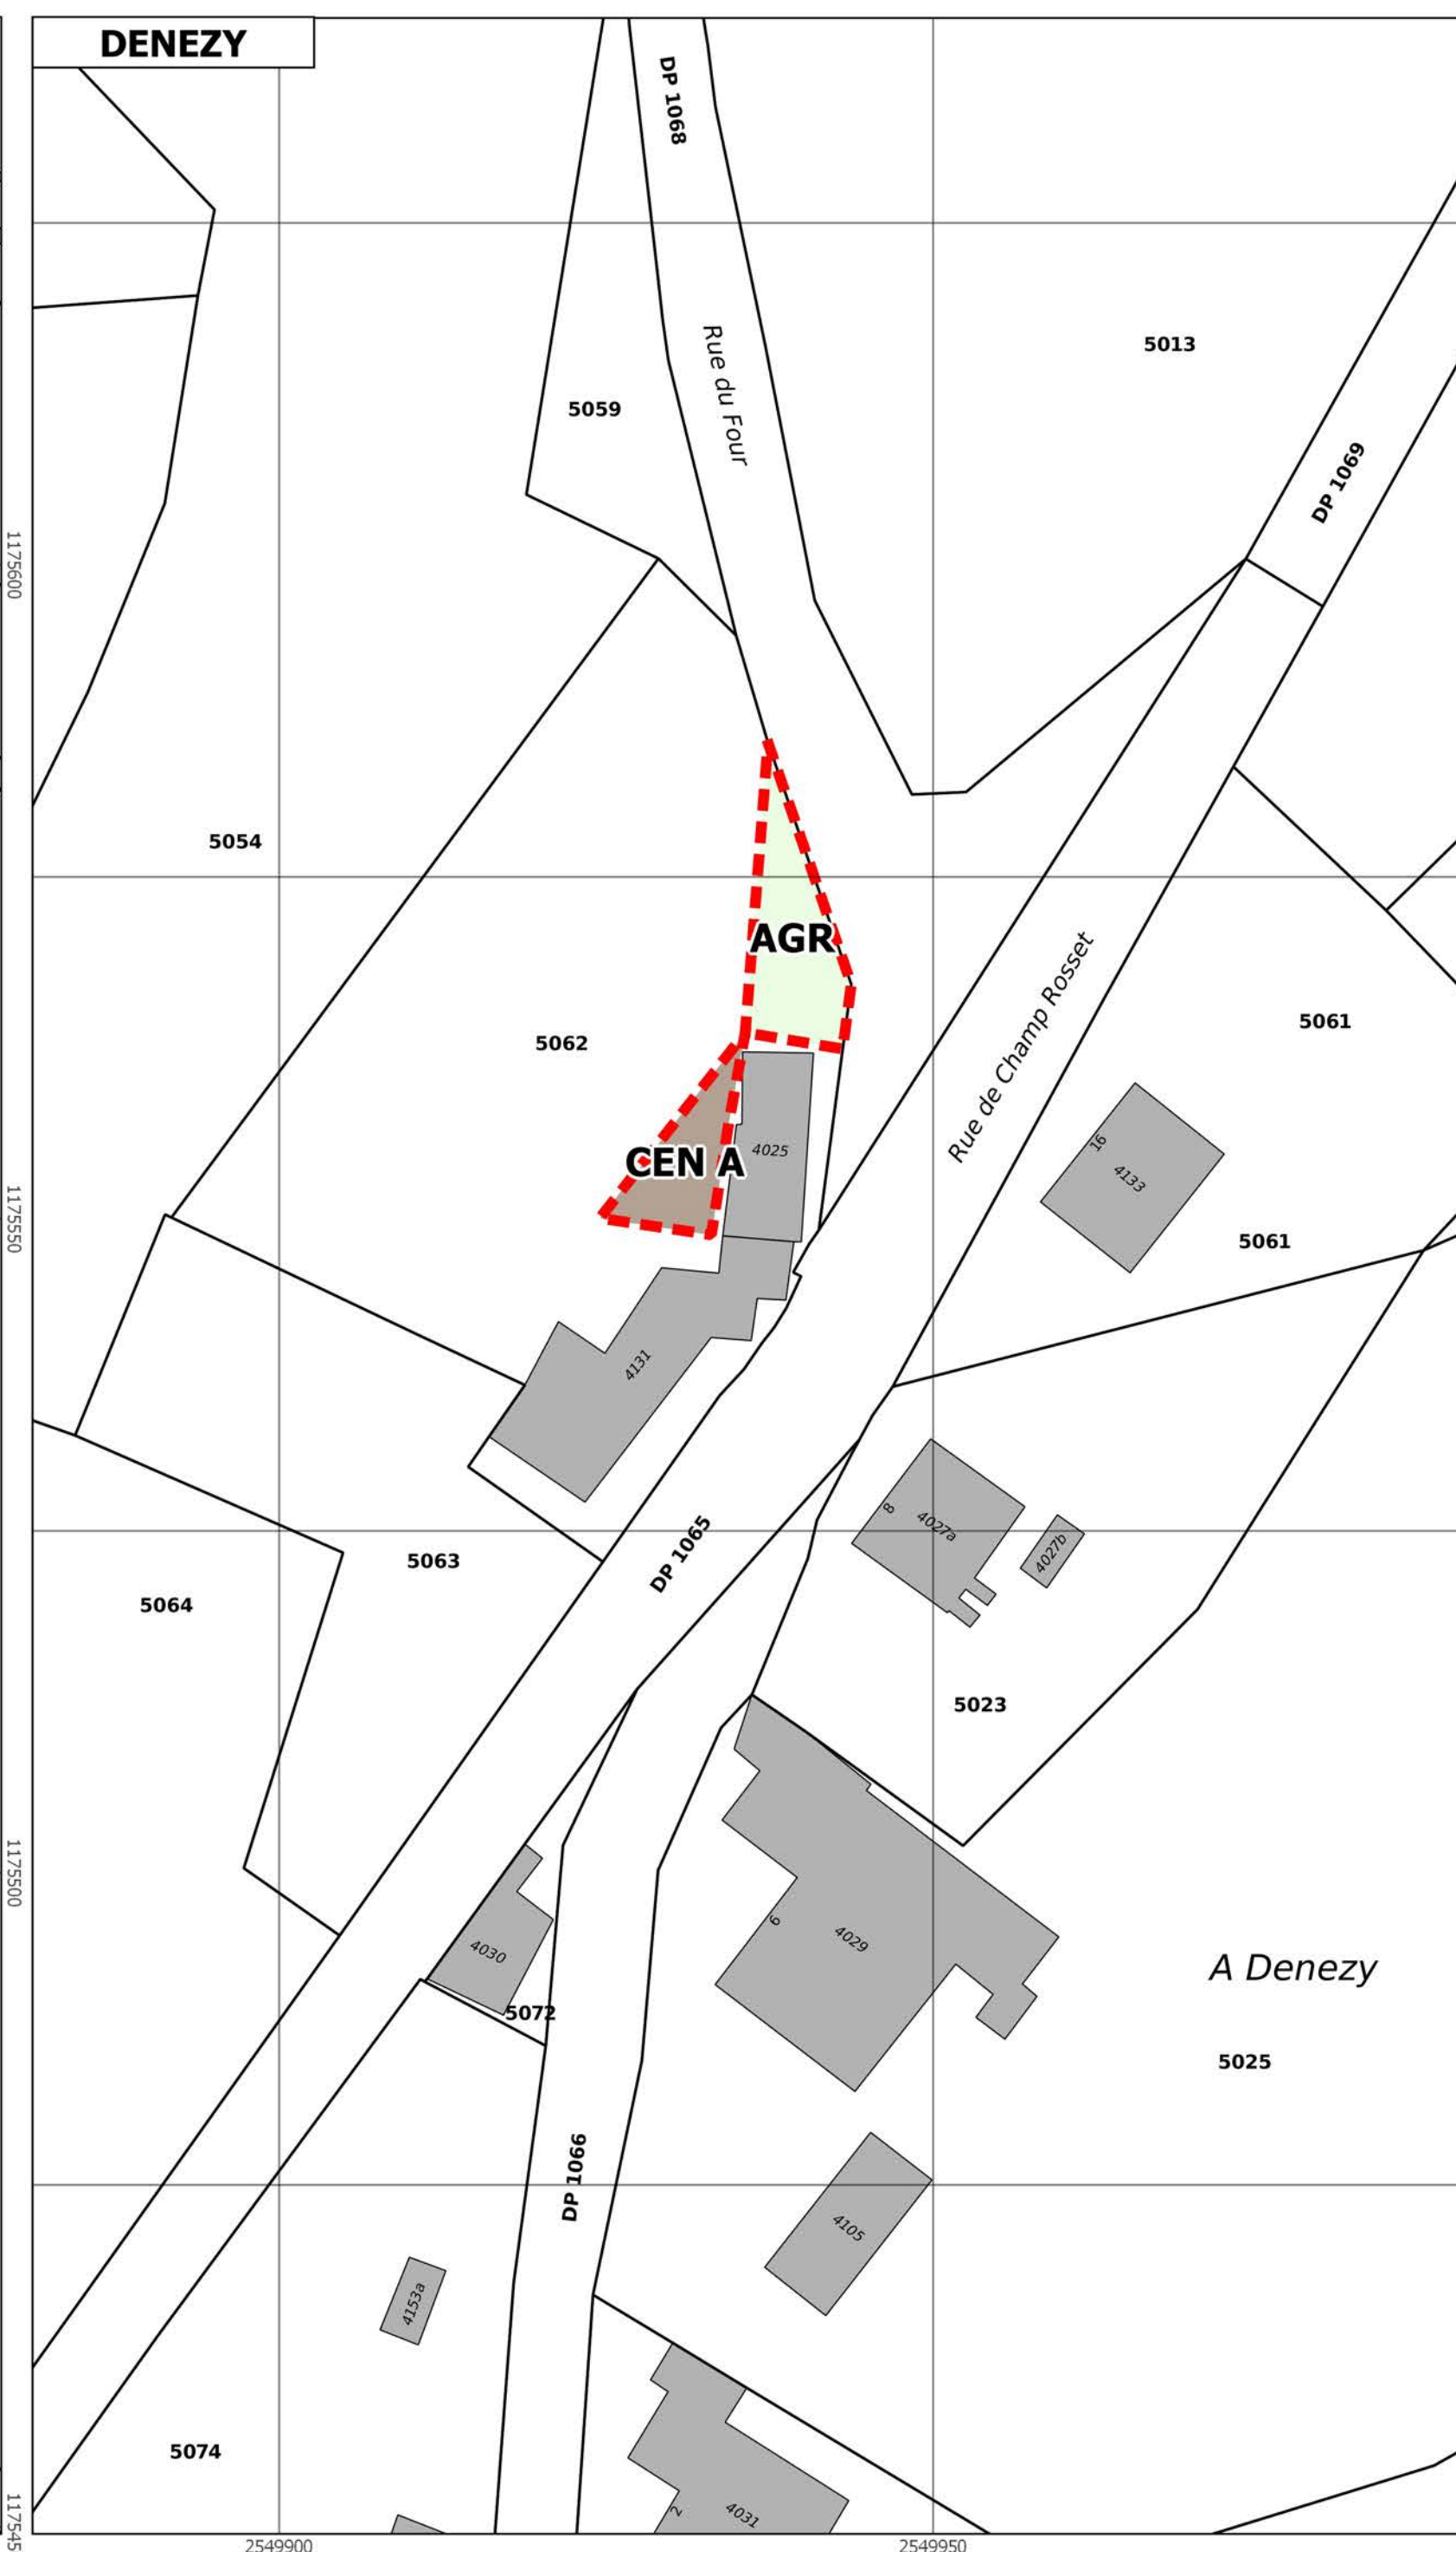 DENEZY
DP 1068
Rue du Four
5013
5059
DP 1069
1175600
5054
AGR
Rue de Champ Rosset
5061
5062
16
4133
4025
CEN A
1175550
5061
4131
8
4027a
4027b
DP 1065
5063
5064
5023
1175500
6
4029
4030
A Denezy
5072
5025
DP 1066
4105
4153a
5074
2
4031
117545
2549900
2549950